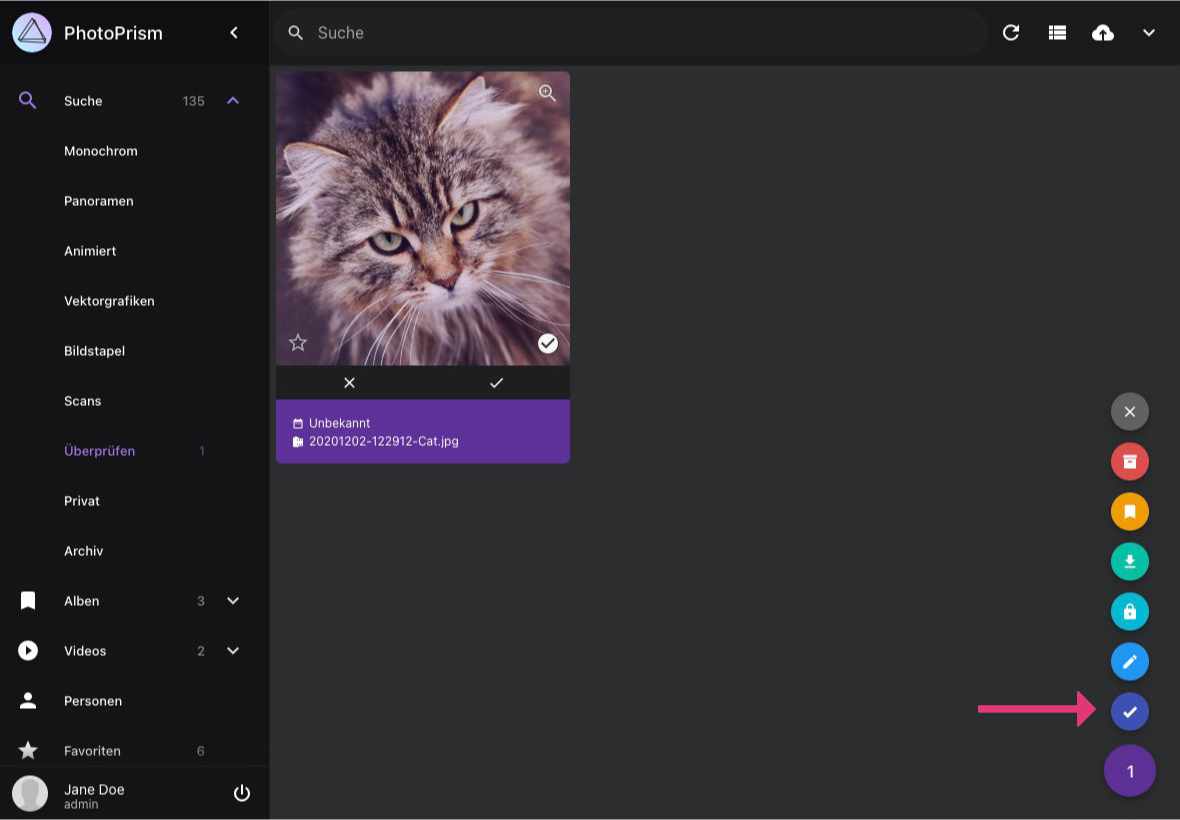 PhotoPrism
Suche
Suche 135
Monochrom
Panoramen
Animiert
Vektorgrafiken
Bildstapel
Scans
Überprüfen 1
Privat
Archiv
Alben 3
Videos 2
Personen
Favoriten 6
Jane Doe
admin
Unbekannt
20201202-122912-Cat.jpg
1